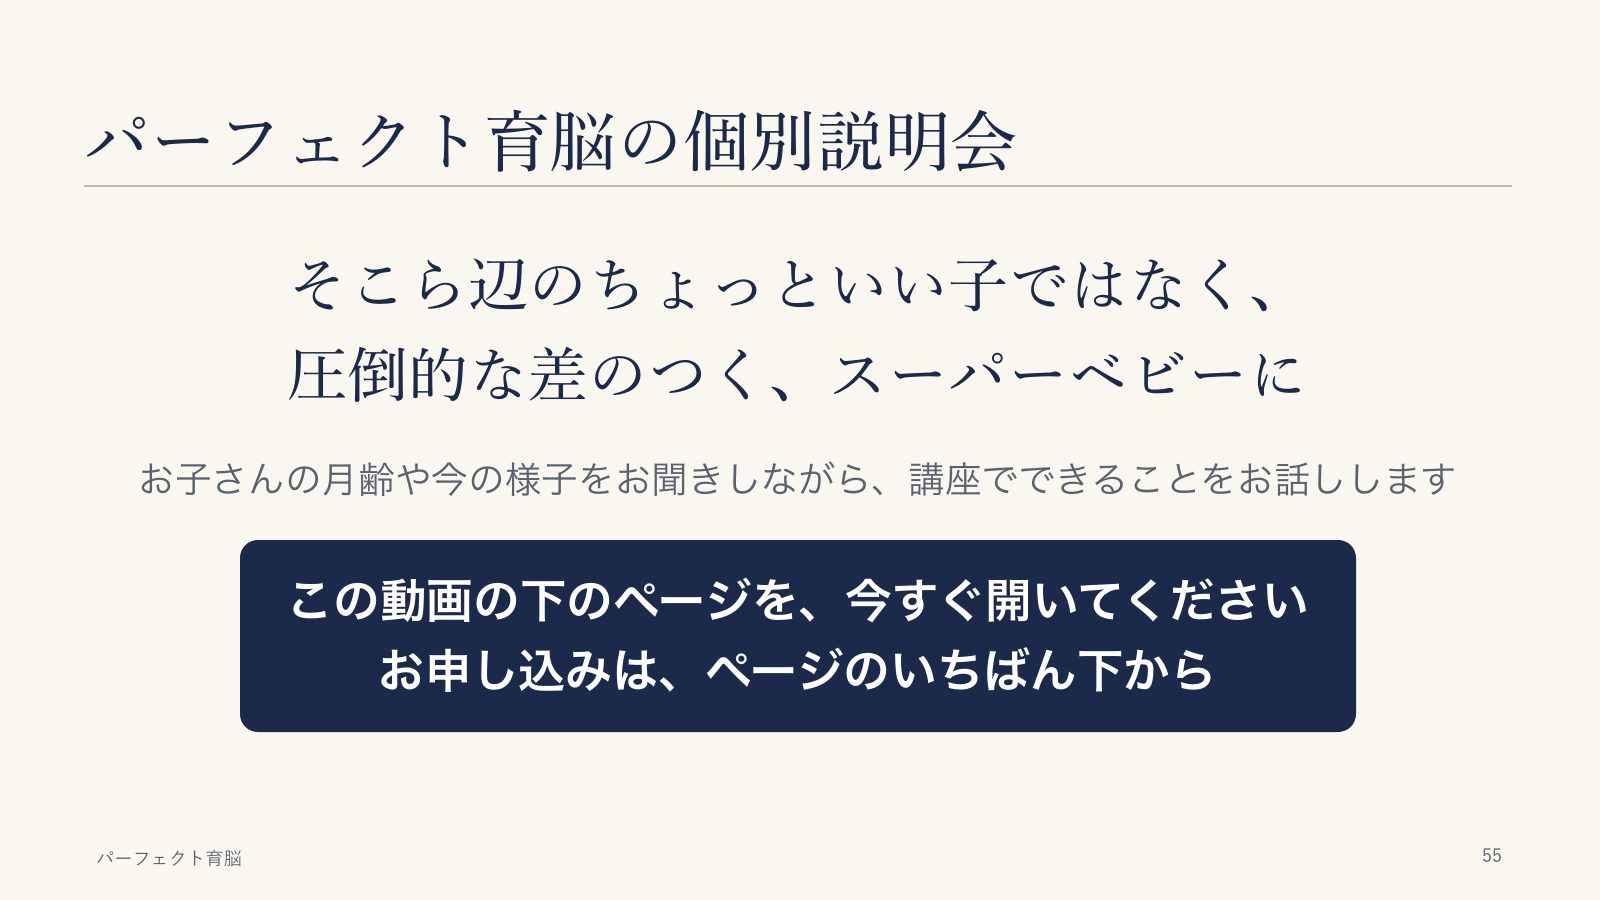 パーフェクト育脳の個別説明会
そこら辺のちょっといい子ではなく、
圧倒的な差のつく、スーパーベビーに
お子さんの月齢や今の様子をお聞きしながら、講座でできることをお話しします
この動画の下のページを、今すぐ開いてください
お申し込みは、ページのいちばん下から
パーフェクト育脳
55